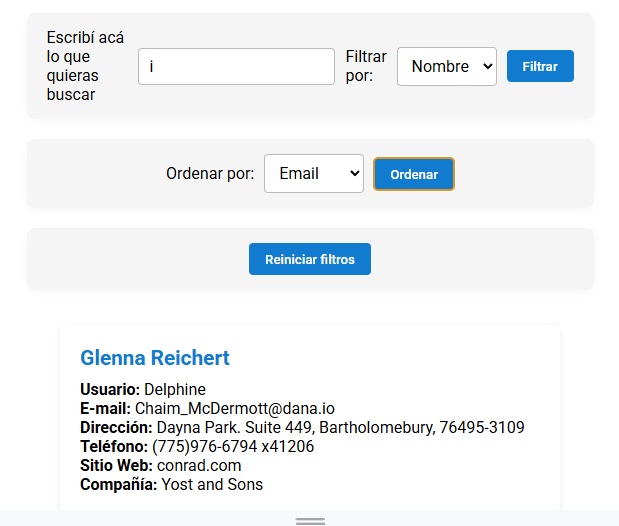 Escribí acá
lo que
quieras
buscar
i
Filtrar
por:
Nombre
Filtrar
Ordenar por:
Email
Ordenar
Reiniciar filtros
Glenna Reichert
Usuario: Delphine
E-mail: Chaim_McDermott@dana.io
Dirección: Dayna Park. Suite 449, Bartholomebury, 76495-3109
Teléfono: (775)976-6794 x41206
Sitio Web: conrad.com
Compañía: Yost and Sons